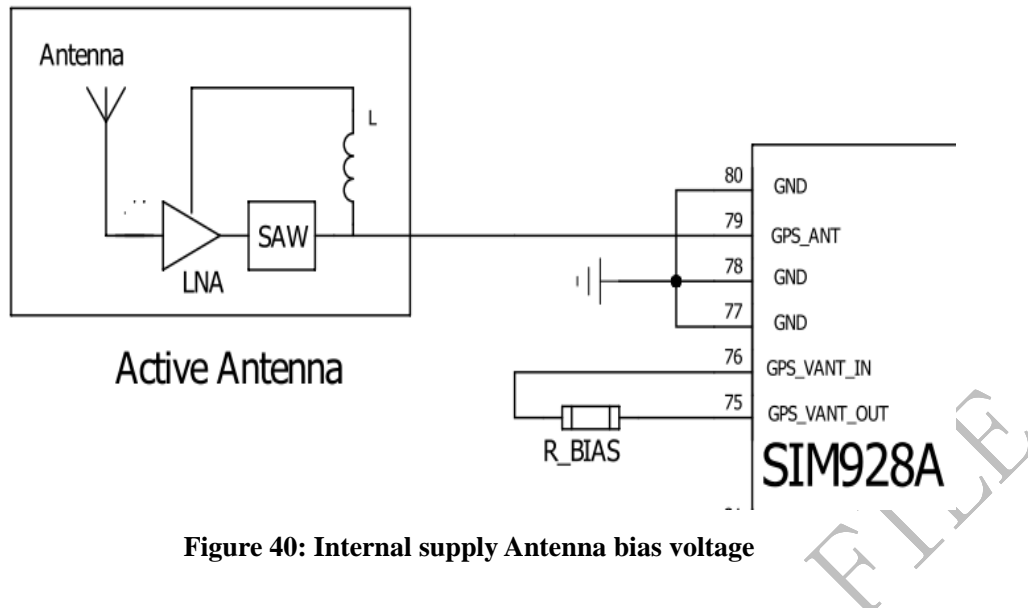 Antenna
L
SAW
LNA
Active Antenna
80 GND
79 GPS_ANT
78 GND
77 GND
76 GPS_VANT_IN
75 GPS_VANT_OUT
R_BIAS
SIM928A
FILE
Figure 40: Internal supply Antenna bias voltage